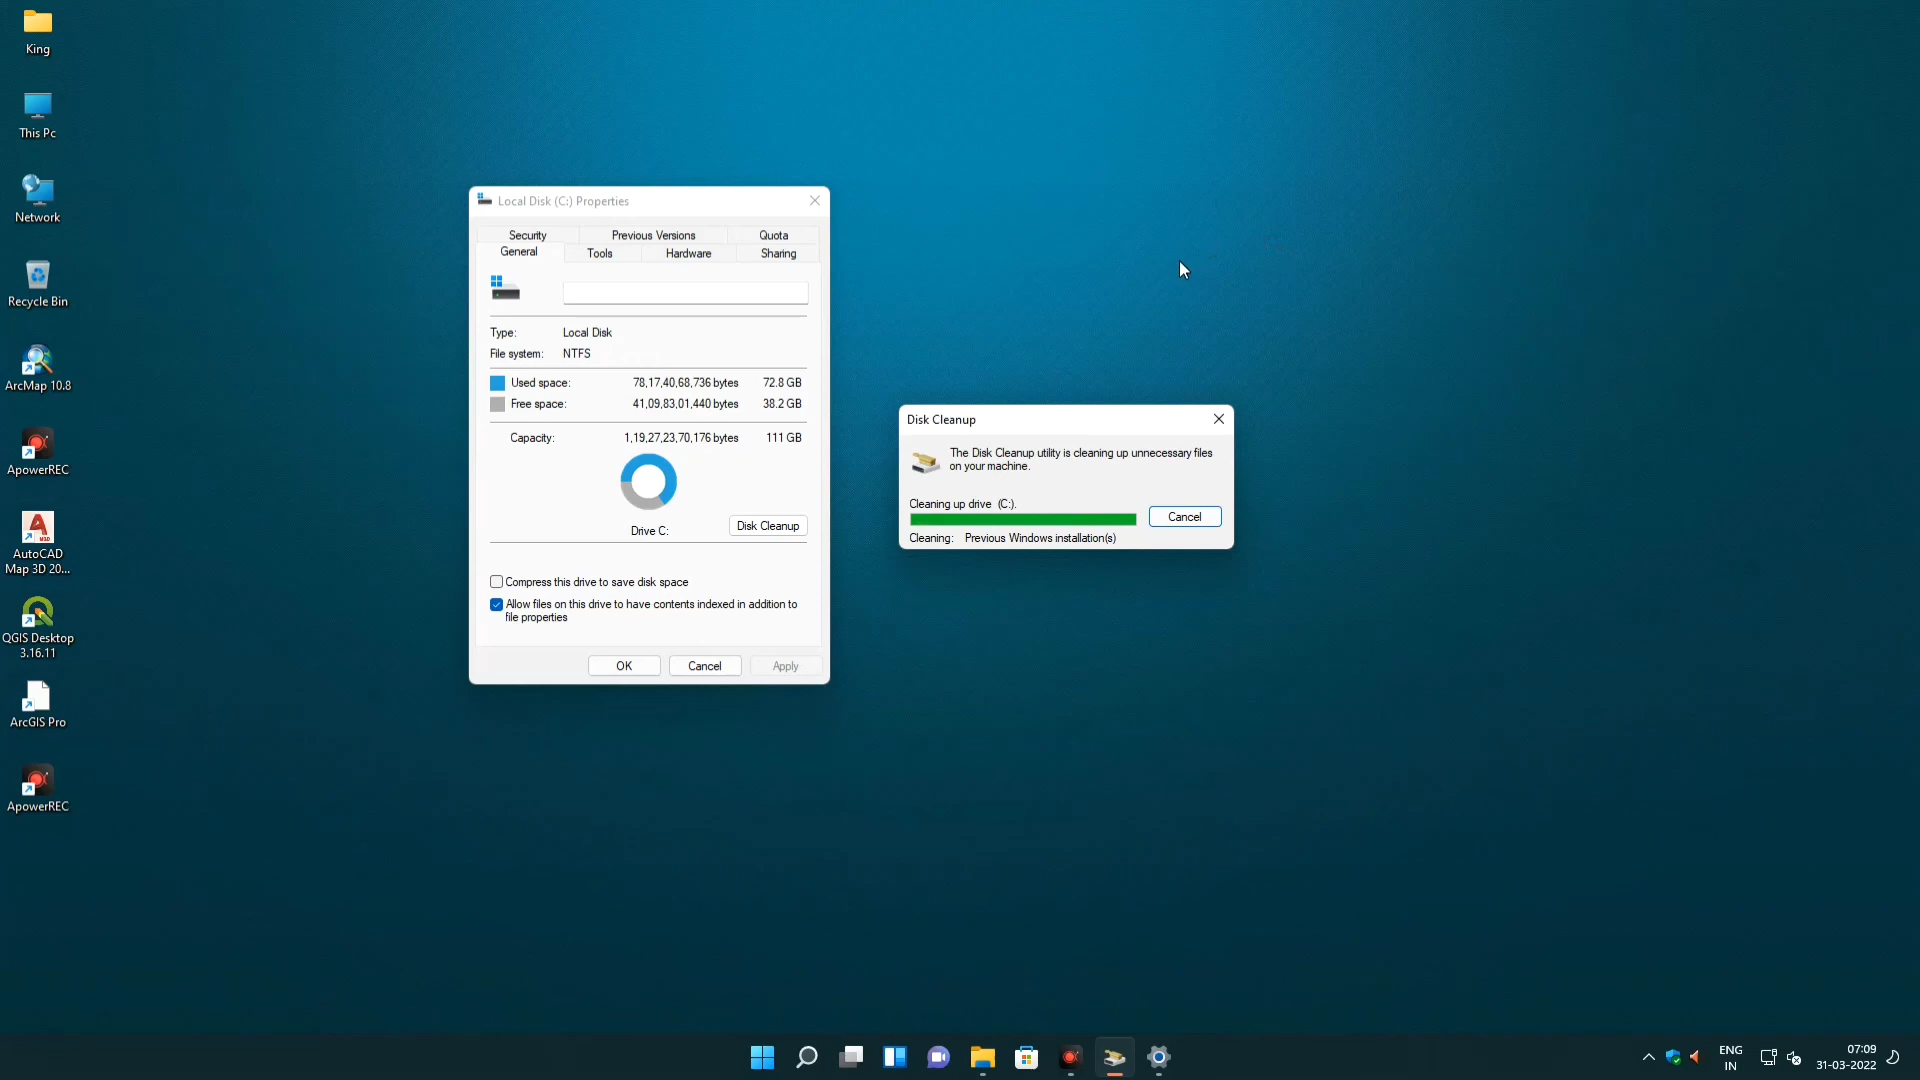 King
This Pc
Network
Recycle Bin
ArcMap 10.8
ApowerREC
AutoCAD
Map 3D 20...
QGIS Desktop
3.16.11
ArcGIS Pro
ApowerREC
Local Disk (C:) Properties
Security Previous Versions Quota
General Tools Hardware Sharing
Type: Local Disk
File system: NTFS
Used space: 78,17,40,68,736 bytes 72.8 GB
Free space: 41,09,83,01,440 bytes 38.2 GB
Capacity: 1,19,27,23,70,176 bytes 111 GB
Drive C: Disk Cleanup
Compress this drive to save disk space
Allow files on this drive to have contents indexed in addition to
file properties
OK Cancel Apply
Disk Cleanup
The Disk Cleanup utility is cleaning up unnecessary files
on your machine.
Cleaning up drive (C:).
Cancel
Cleaning: Previous Windows installation(s)
ENG
IN
07:09
31-03-2022